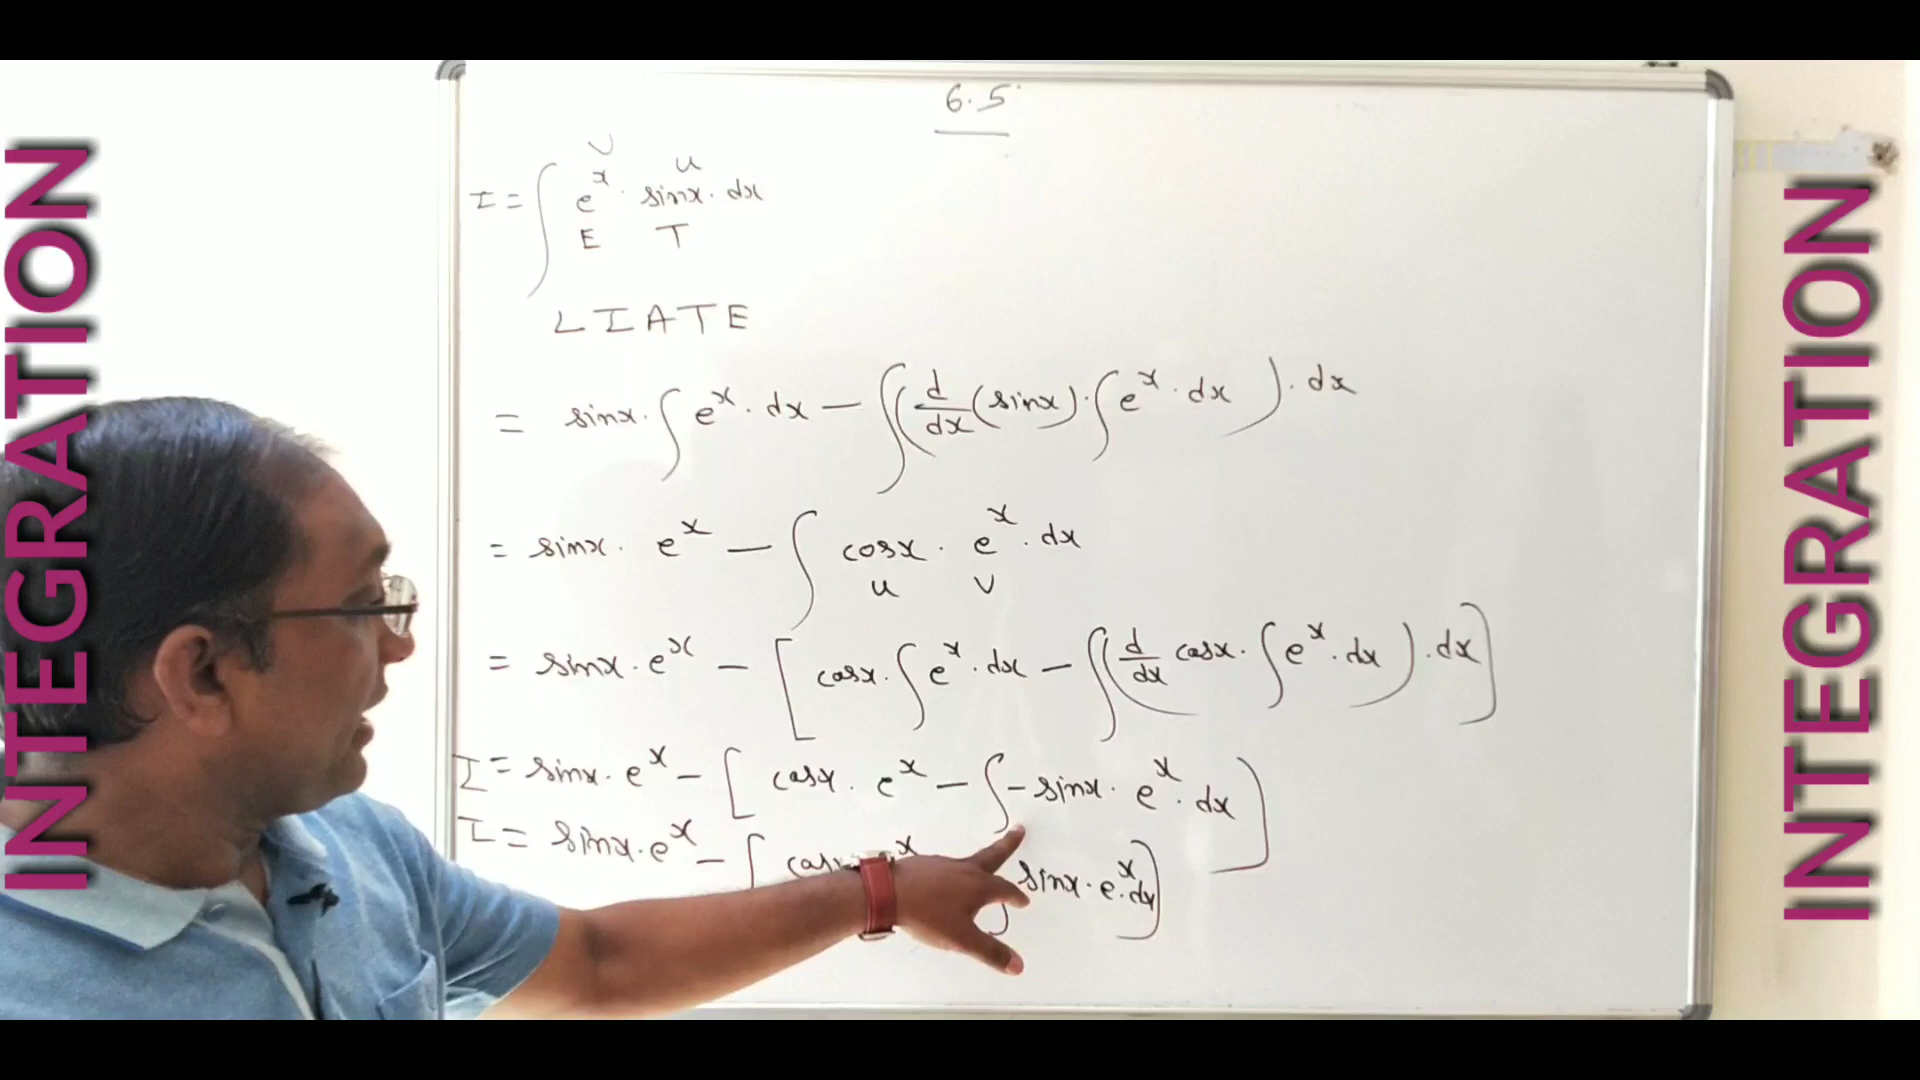 INTEGRATION
6.5
v u
I = ∫ e^x · sinx · dx
E T
LIATE
= sinx · ∫ e^x · dx − ∫ ( d/dx (sinx) · ∫ e^x · dx ) · dx
= sinx · e^x − ∫ cosx · e^x · dx
u v
= sinx · e^x − [ cosx · ∫ e^x · dx − ∫ ( d/dx cosx · ∫ e^x · dx ) · dx ]
I = sinx · e^x − [ cosx · e^x − ∫ − sinx · e^x · dx ]
I = sinx · e^x − [ cosx x ∫ sinx · e^x · dx ]
INTEGRATION